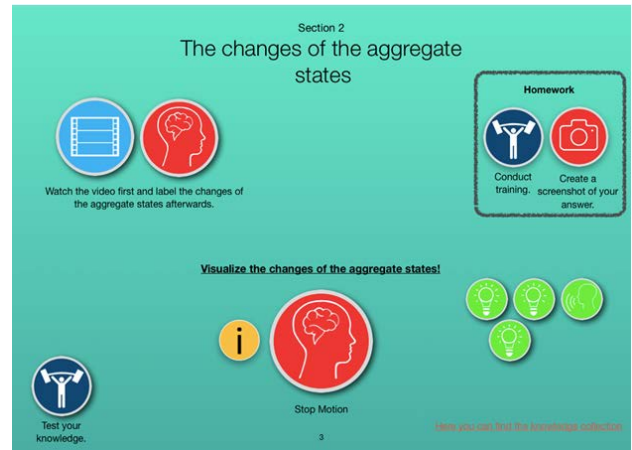 Section 2
The changes of the aggregate
states
Homework
Conduct
training.
Create a
screenshot of your
answer.
Watch the video first and label the changes of
the aggregate states afterwards.
Visualize the changes of the aggregate states!
i
Stop Motion
Test your
knowledge.
Here you can find the knowledge collection
3